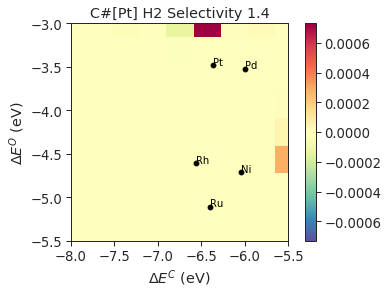 C#[Pt] H2 Selectivity 1.4
−3.0
−3.5
−4.0
−4.5
−5.0
−5.5
ΔE^O (eV)
Pt
Pd
Rh
Ni
Ru
−8.0 −7.5 −7.0 −6.5 −6.0 −5.5
ΔE^C (eV)
0.0006
0.0004
0.0002
0.0000
−0.0002
−0.0004
−0.0006